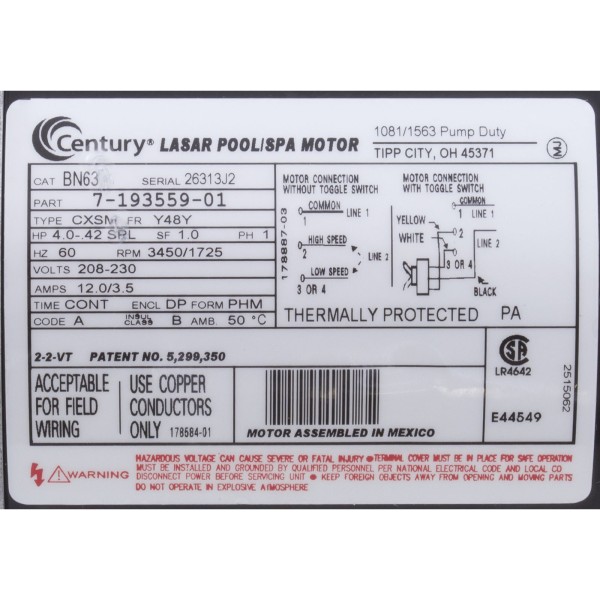 Century® LASAR POOL/SPA MOTOR
1081/1563 Pump Duty
TIPP CITY, OH 45371
MJ
CAT BN63 SERIAL 26313J2
PART 7-193559-01
TYPE CXSM FR Y48Y
HP 4.0-.42 SRL SF 1.0 PH 1
HZ 60 RPM 3450/1725
VOLTS 208-230
AMPS 12.0/3.5
TIME CONT ENCL DP FORM PHM
CODE A INSUL CLASS B AMB. 50 °C
178887-03
MOTOR CONNECTION
WITHOUT TOGGLE SWITCH
COMMON
1 LINE 1
HIGH SPEED
2
LINE 2
LOW SPEED
3 OR 4
MOTOR CONNECTION
WITH TOGGLE SWITCH
COMMON
1
YELLOW
LINE 1
2
WHITE
LINE 2
3 OR 4
BLACK
THERMALLY PROTECTED PA
2-2-VT PATENT NO. 5,299,350
ACCEPTABLE
FOR FIELD
WIRING
USE COPPER
CONDUCTORS
ONLY 178584-01
MOTOR ASSEMBLED IN MEXICO
SA
LR4642
E44549
2515062
WARNING
HAZARDOUS VOLTAGE CAN CAUSE SEVERE OR FATAL INJURY ● TERMINAL COVER MUST BE IN PLACE FOR SAFE OPERATION
MUST BE INSTALLED AND GROUNDED BY QUALIFIED PERSONNEL PER NATIONAL ELECTRICAL CODE AND LOCAL CO
DISCONNECT POWER BEFORE SERVICING UNIT ● KEEP FOREIGN OBJECTS AWAY FROM OPENING AND MOVING PARTS
DO NOT OPERATE IN EXPLOSIVE ATMOSPHERE